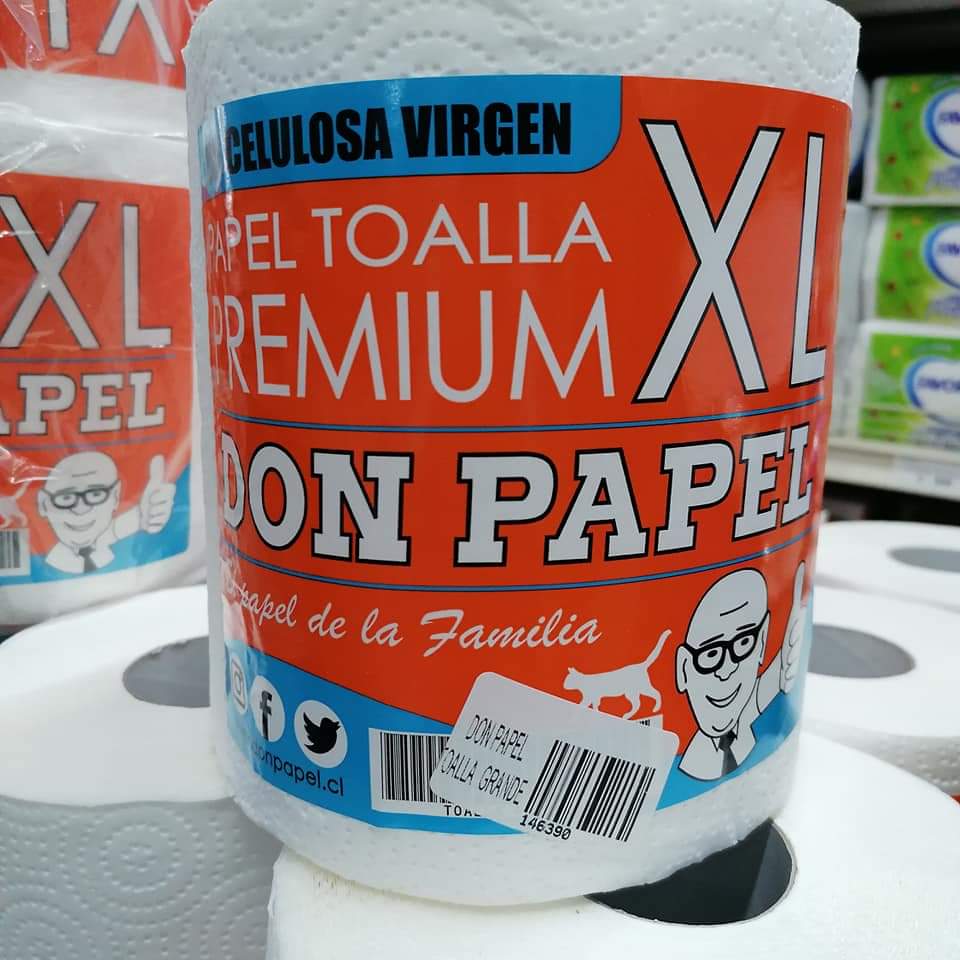 CELULOSA VIRGEN
PAPEL TOALLA
PREMIUM
XL
DON PAPEL
papel de la Familia
donpapel.cl
DON PAPEL
TOALLA GRANDE
146390
XL